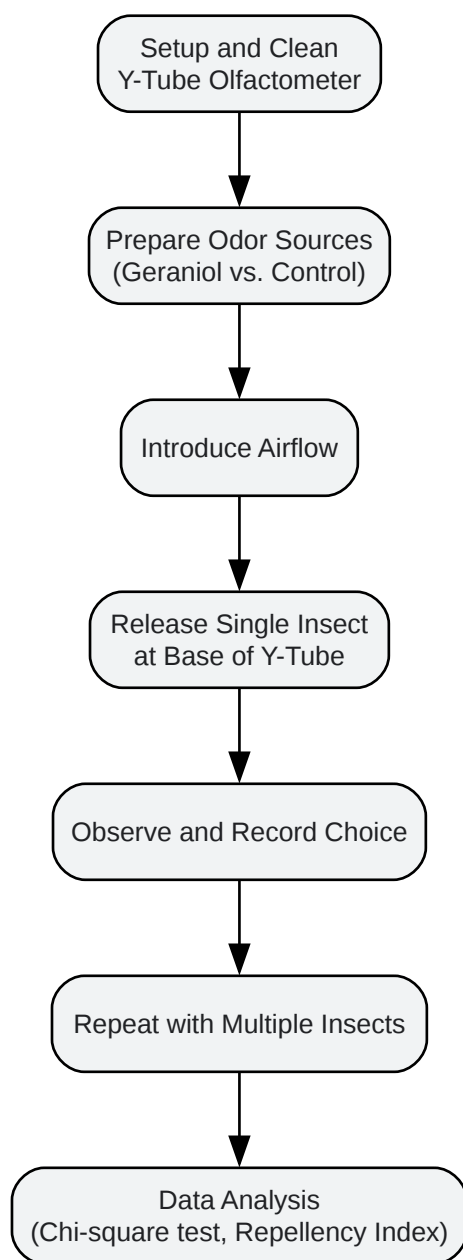 Setup and Clean
Y-Tube Olfactometer
Prepare Odor Sources
(Geraniol vs. Control)
Introduce Airflow
Release Single Insect
at Base of Y-Tube
Observe and Record Choice
Repeat with Multiple Insects
Data Analysis
(Chi-square test, Repellency Index)